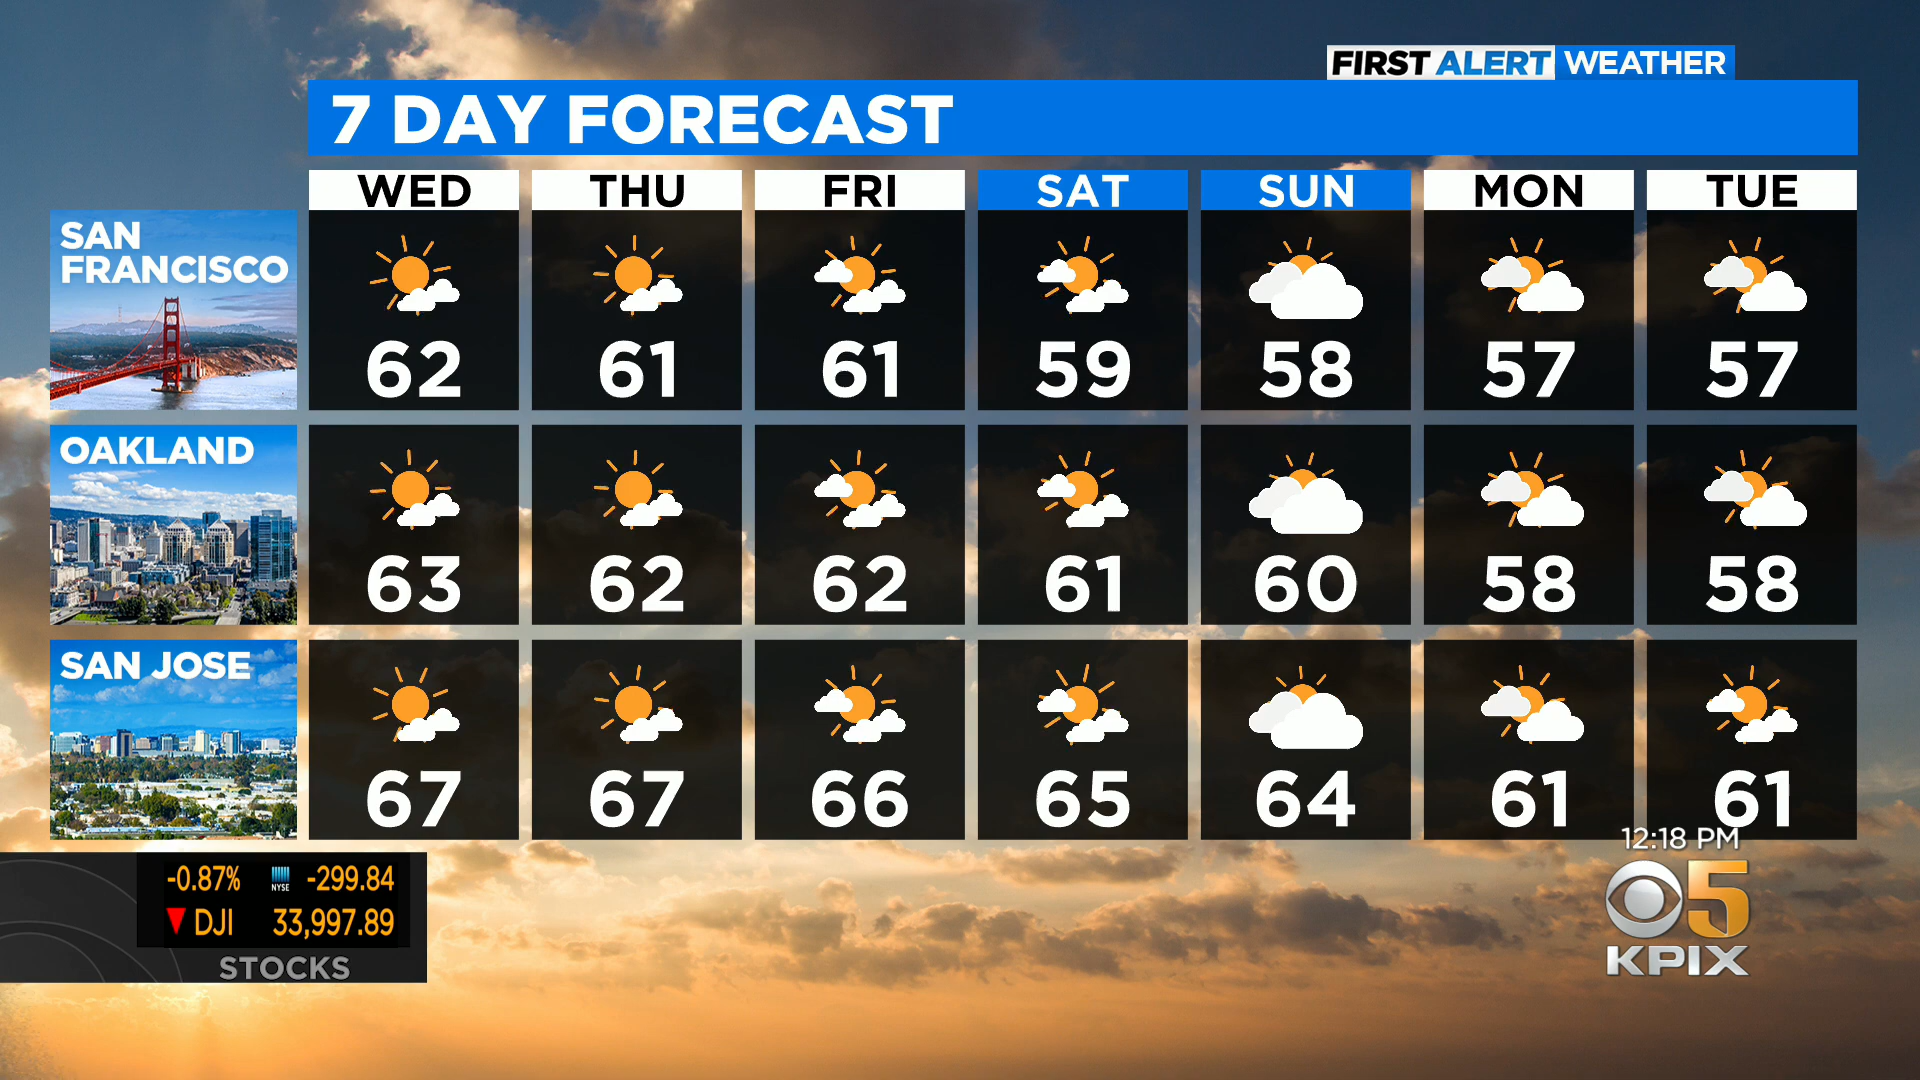 FIRST ALERT WEATHER
7 DAY FORECAST
WED THU FRI SAT SUN MON TUE
SAN
FRANCISCO
62 61 61 59 58 57 57
OAKLAND
63 62 62 61 60 58 58
SAN JOSE
67 67 66 65 64 61 61
12:18 PM
-0.87% NYSE -299.84
DJI 33,997.89
STOCKS
5
KPIX